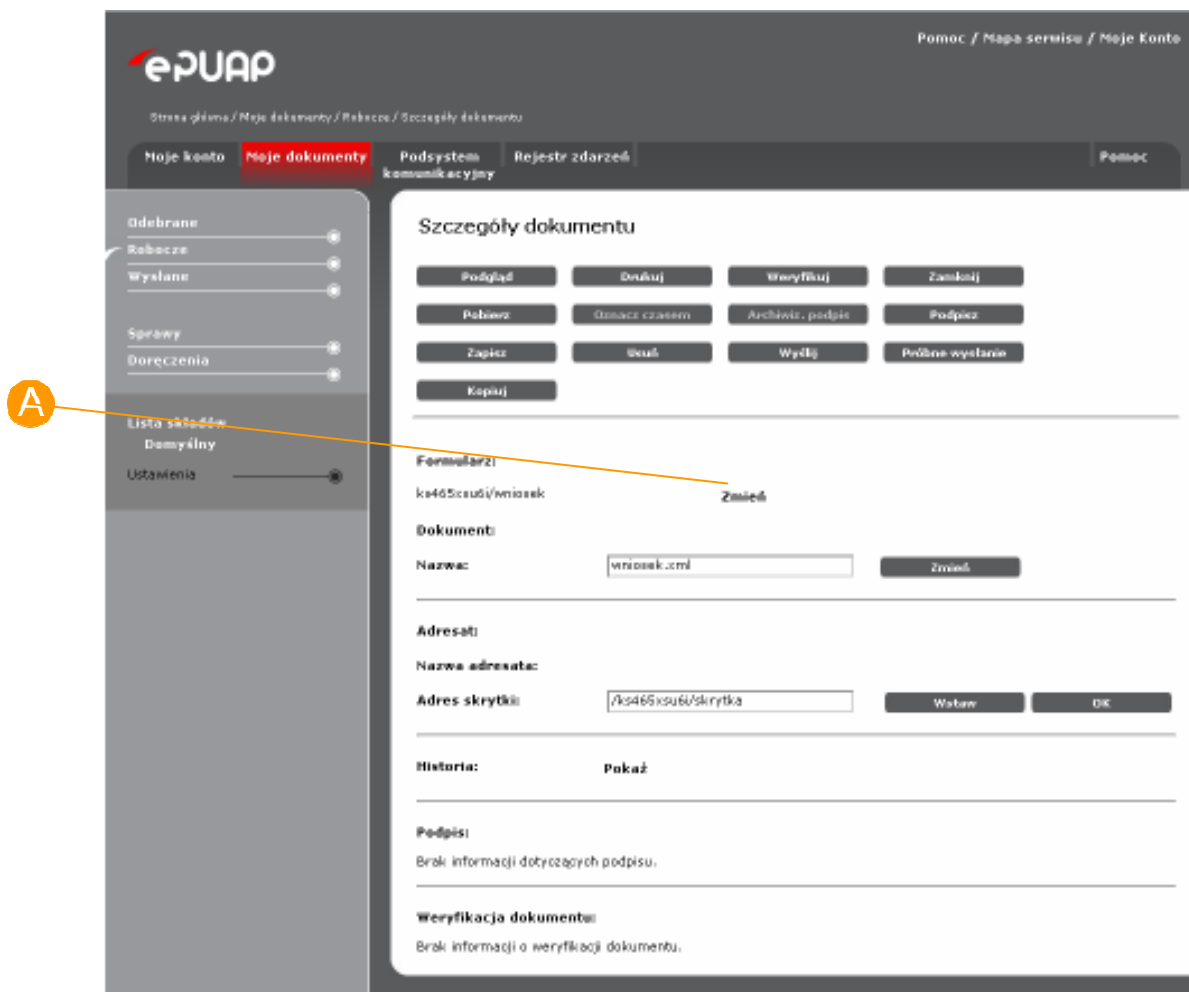 Pomoc / Mapa serwisu / Moje Konto
ePUAP
Strona główna / Moje dokumenty / Robocze / Szczegóły dokumentu
Moje konto Moje dokumenty Podsystem komunikacyjny Rejestr zdarzeń Pomoc
Odebrane
Robocze
Wysłane
Sprawy
Doręczenia
A
Lista składów
Domyślny
Ustawienia
Szczegóły dokumentu
Podgląd Drukuj Weryfikuj Zamknij
Pobierz Oznacz czasem Archiwiz. podpis Podpisz
Zapisz Usuń Wyślij Próbne wysłanie
Kopiuj
Formularz:
ks465xsu6i/wniosek Zmień
Dokument:
Nazwa: wniosek.xml Zmień
Adresat:
Nazwa adresata:
Adres skrytki: /ks465xsu6i/skrytka Wstaw OK
Historia: Pokaż
Podpis:
Brak informacji dotyczących podpisu.
Weryfikacja dokumentu:
Brak informacji o weryfikacji dokumentu.